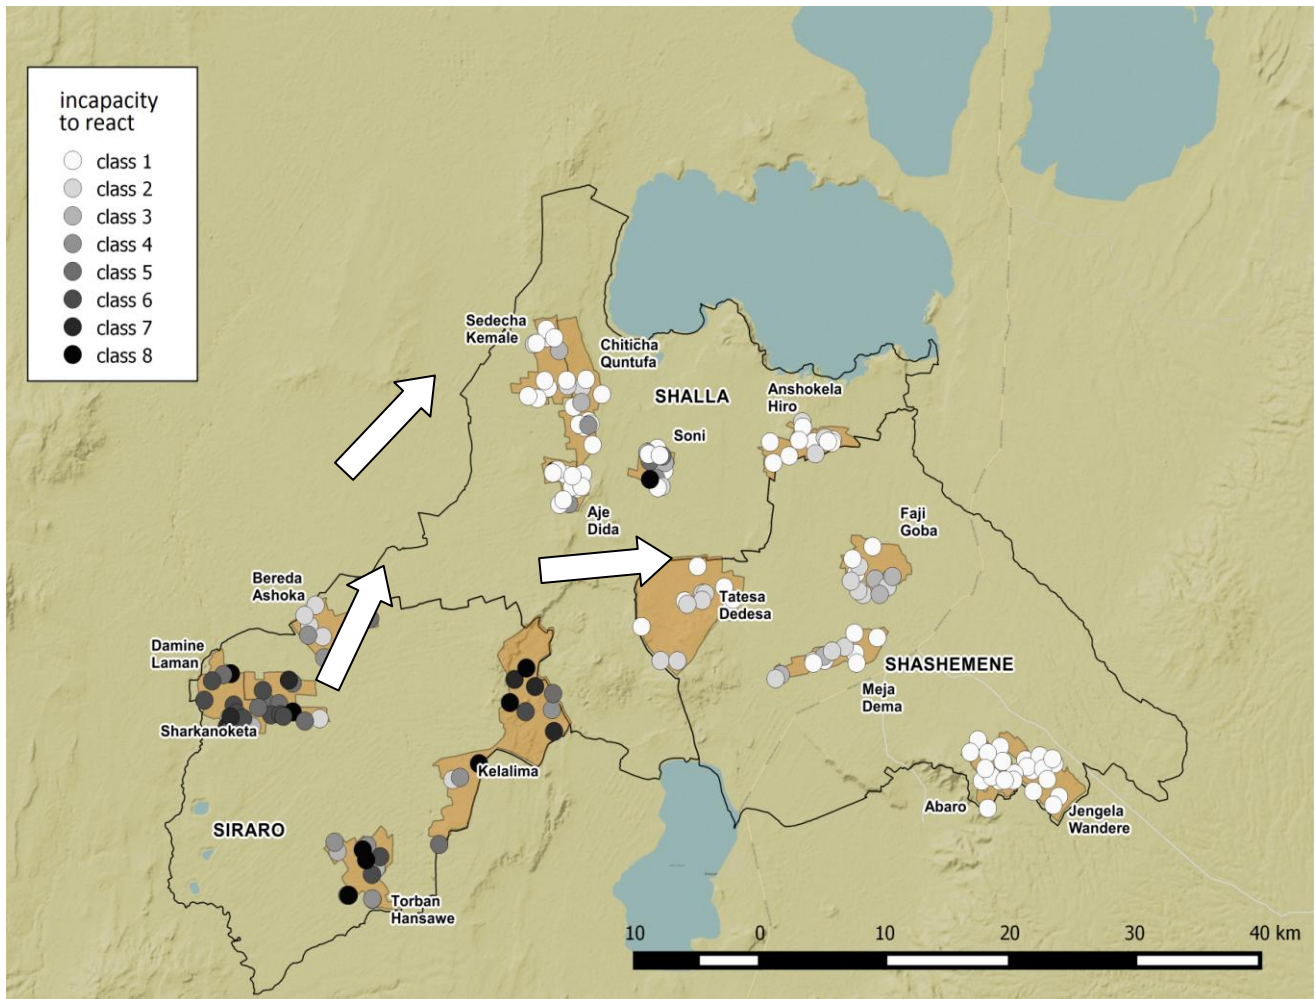 incapacity
to react
class 1
class 2
class 3
class 4
class 5
class 6
class 7
class 8
Sedecha
Kemale
Chiticha
Quntufa
SHALLA
Anshokela
Hiro
Soni
Aje
Dida
Faji
Goba
Bereda
Ashoka
Tatesa
Dedesa
Damine
Laman
SHASHEMENE
Meja
Dema
Sharkanoketa
Kelalima
Abaro
Jengela
Wandere
SIRARO
Torban
Hansawe
10 0 10 20 30 40 km